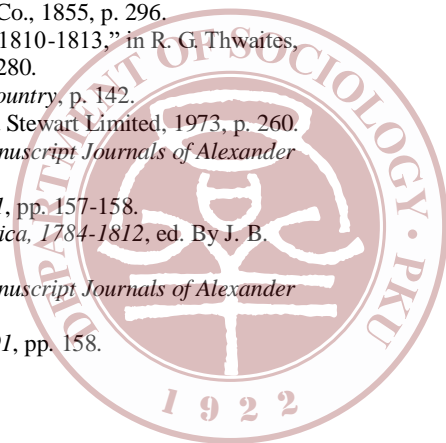 Co., 1855, p. 296.
1810-1813,” in R. G. Thwaites,
280.
ountry, p. 142.
Stewart Limited, 1973, p. 260.
nuscript Journals of Alexander
, pp. 157-158.
ica, 1784-1812, ed. By J. B.
nuscript Journals of Alexander
01, pp. 158.
DEPARTMENT OF SOCIOLOGY · PKU
1922